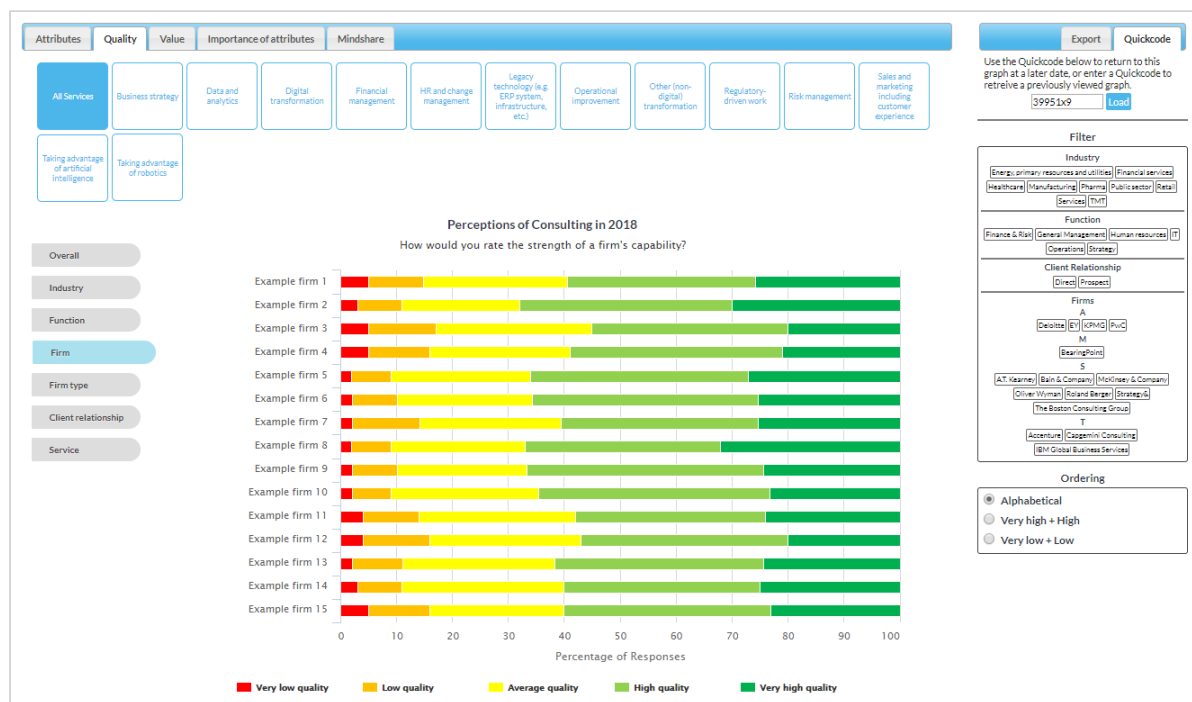 Attributes
Quality
Value
Importance of attributes
Mindshare
Export
Quickcode
Use the Quickcode below to return to this
graph at a later date, or enter a Quickcode to
retreive a previously viewed graph.
39951x9
Load
All Services
Business strategy
Data and
analytics
Digital
transformation
Financial
management
HR and change
management
Legacy
technology (e.g.
ERP system,
infrastructure,
etc.)
Operational
improvement
Other (non-
digital)
transformation
Regulatory-
driven work
Risk management
Sales and
marketing
including
customer
experience
Taking advantage
of artificial
intelligence
Taking advantage
of robotics
Filter
Industry
Energy, primary resources and utilities Financial services
Healthcare Manufacturing Pharma Public sector Retail
Services TMT
Function
Finance & Risk General Management Human resources IT
Operations Strategy
Client Relationship
Direct Prospect
Firms
A
Deloitte EY KPMG PwC
M
BearingPoint
S
A.T. Kearney Bain & Company McKinsey & Company
Oliver Wyman Roland Berger Strategy&
The Boston Consulting Group
T
Accenture Capgemini Consulting
IBM Global Business Services
Ordering
Alphabetical
Very high + High
Very low + Low
Overall
Industry
Function
Firm
Firm type
Client relationship
Service
Perceptions of Consulting in 2018
How would you rate the strength of a firm's capability?
Example firm 1
Example firm 2
Example firm 3
Example firm 4
Example firm 5
Example firm 6
Example firm 7
Example firm 8
Example firm 9
Example firm 10
Example firm 11
Example firm 12
Example firm 13
Example firm 14
Example firm 15
0 10 20 30 40 50 60 70 80 90 100
Percentage of Responses
Very low quality
Low quality
Average quality
High quality
Very high quality